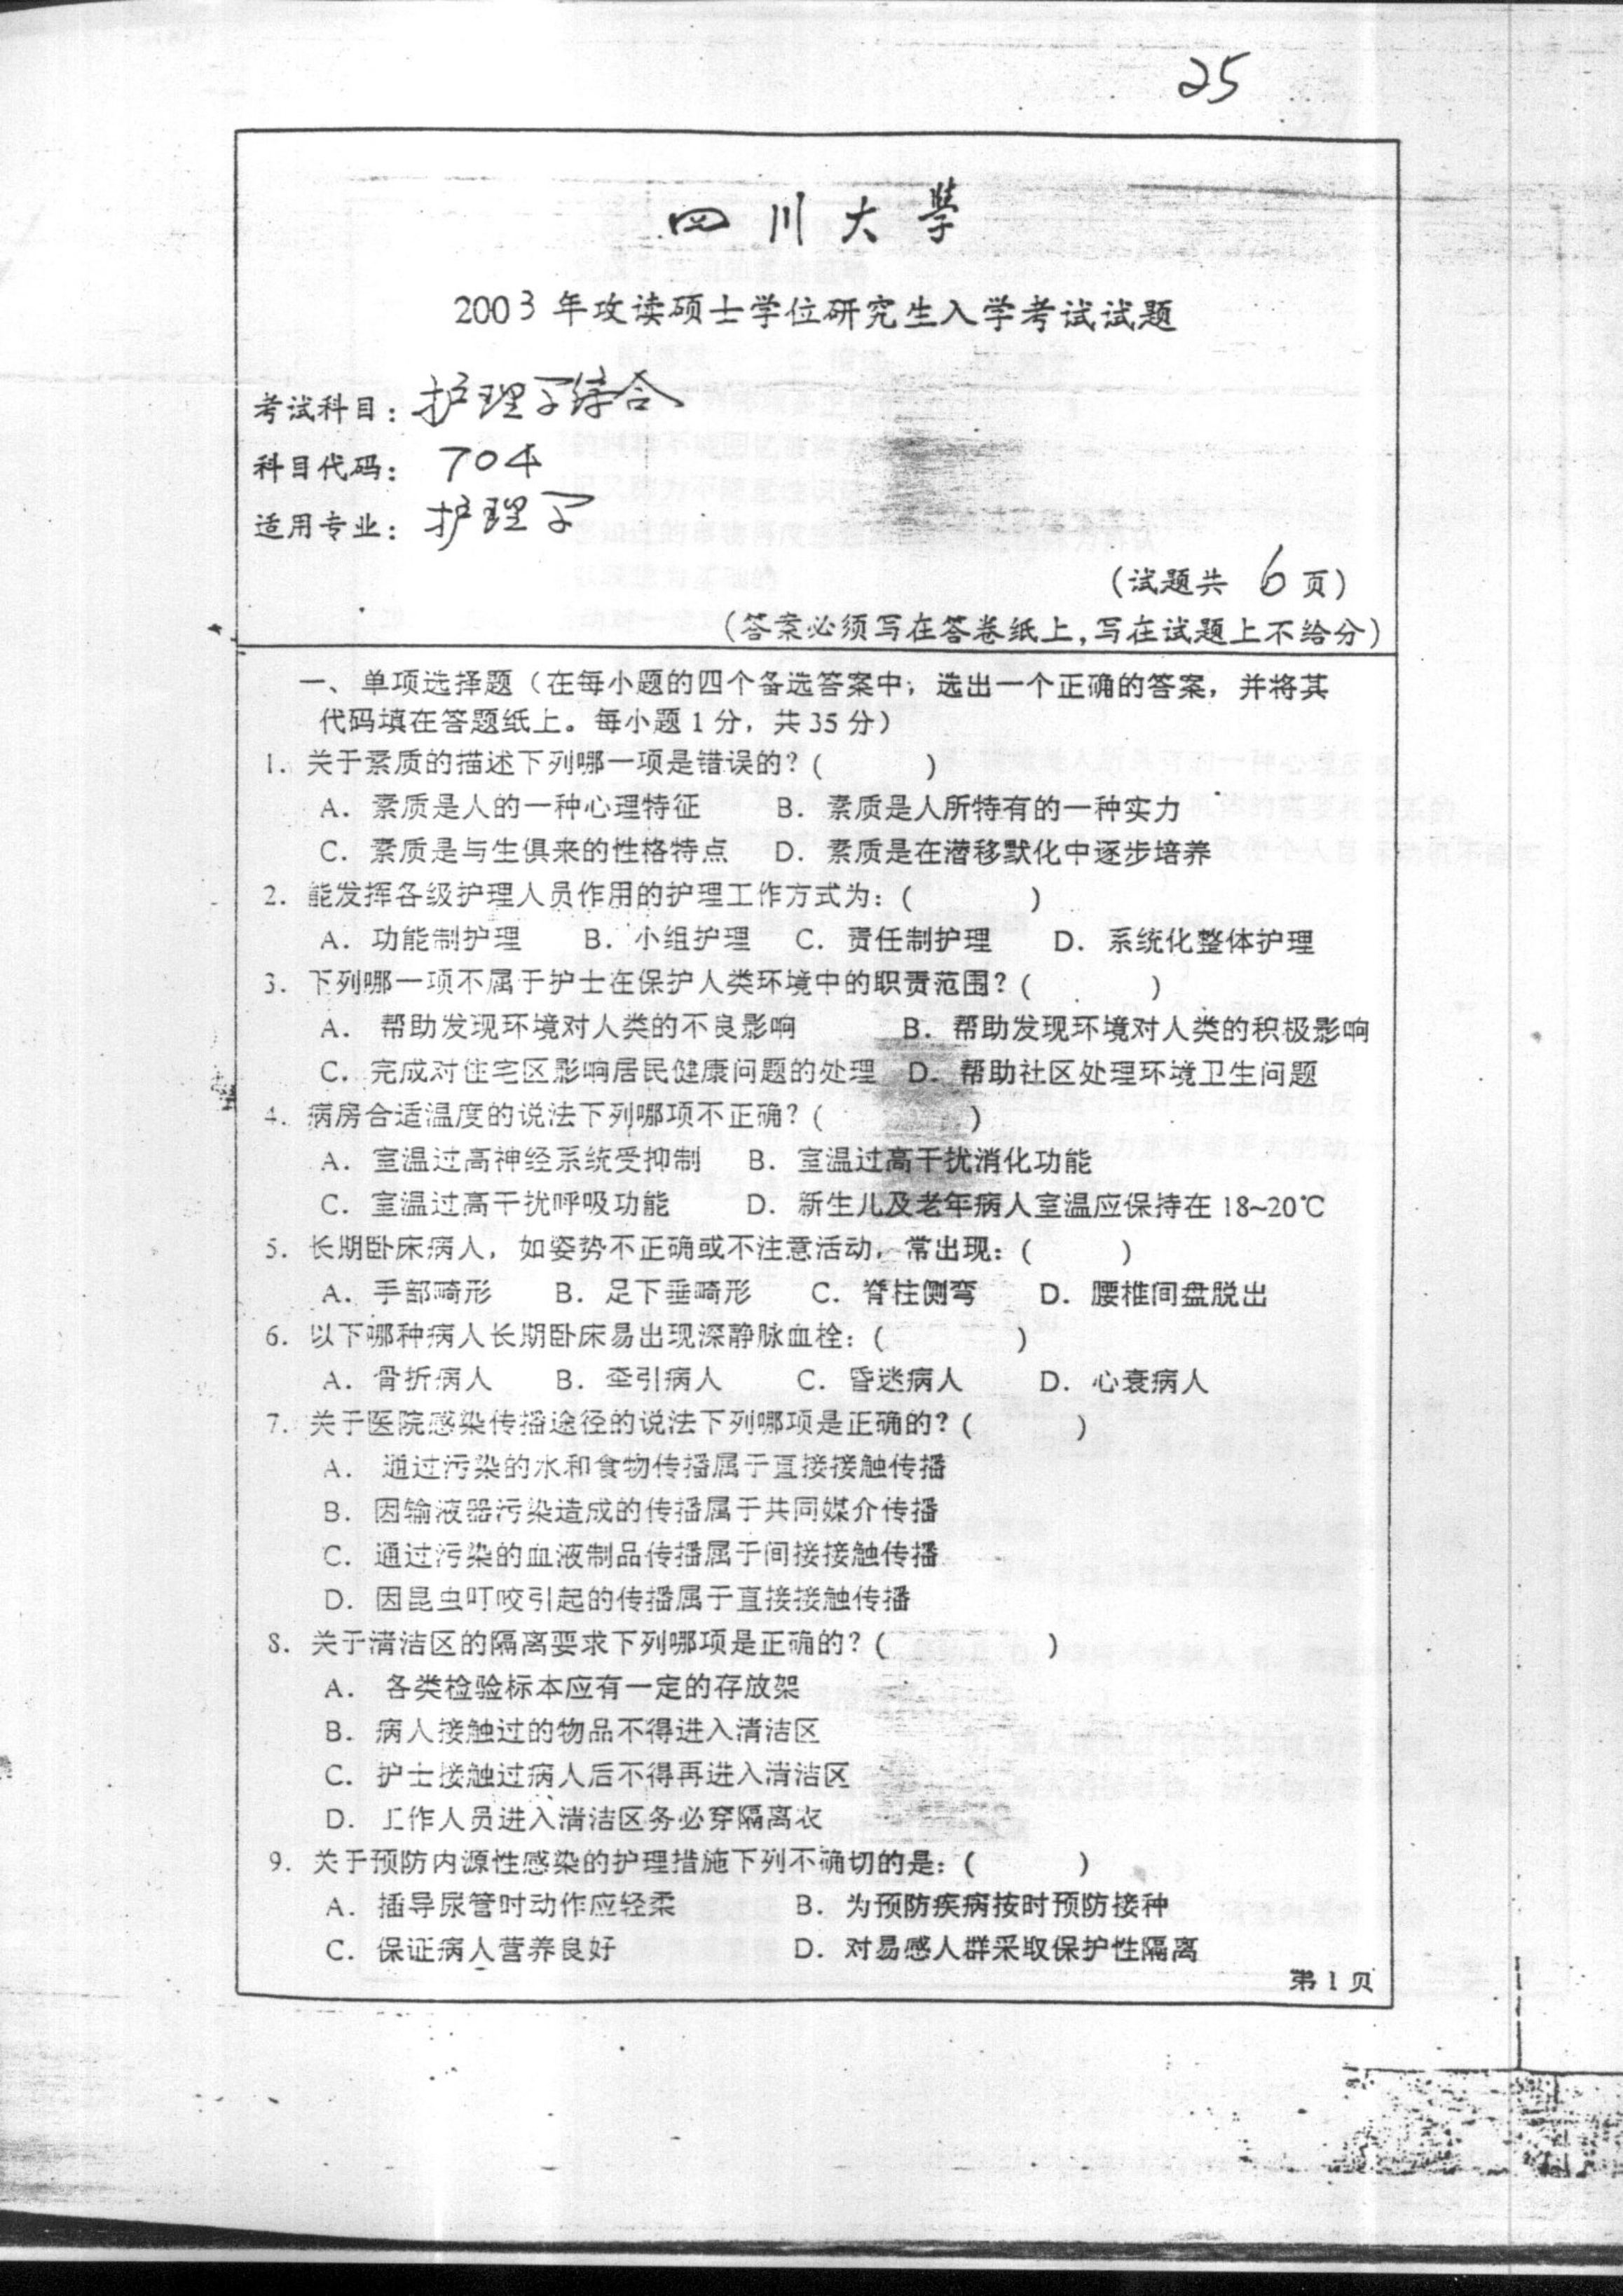 25
四川大學
2003年攻读硕士学位研究生入学考试试题
考试科目：护理学综合
科目代码：704
适用专业：护理学
（试题共 6 页）
（答案必须写在答卷纸上，写在试题上不给分）
一、单项选择题（在每小题的四个备选答案中；选出一个正确的答案，并将其
代码填在答题纸上。每小题1分，共35分）
1. 关于素质的描述下列哪一项是错误的？(      )
A. 素质是人的一种心理特征 B. 素质是人所特有的一种实力
C. 素质是与生俱来的性格特点 D. 素质是在潜移默化中逐步培养
2. 能发挥各级护理人员作用的护理工作方式为：(      )
A. 功能制护理 B. 小组护理 C. 责任制护理 D. 系统化整体护理
3. 下列哪一项不属于护士在保护人类环境中的职责范围？(      )
A. 帮助发现环境对人类的不良影响 B. 帮助发现环境对人类的积极影响
C. 完成对住宅区影响居民健康问题的处理 D. 帮助社区处理环境卫生问题
4. 病房合适温度的说法下列哪项不正确？(      )
A. 室温过高神经系统受抑制 B. 室温过高干扰消化功能
C. 室温过高干扰呼吸功能 D. 新生儿及老年病人室温应保持在 18~20℃
5. 长期卧床病人，如姿势不正确或不注意活动，常出现：(      )
A. 手部畸形 B. 足下垂畸形 C. 脊柱侧弯 D. 腰椎间盘脱出
6. 以下哪种病人长期卧床易出现深静脉血栓：(      )
A. 骨折病人 B. 牵引病人 C. 昏迷病人 D. 心衰病人
7. 关于医院感染传播途径的说法下列哪项是正确的？(      )
A. 通过污染的水和食物传播属于直接接触传播
B. 因输液器污染造成的传播属于共同媒介传播
C. 通过污染的血液制品传播属于间接接触传播
D. 因昆虫叮咬引起的传播属于直接接触传播
8. 关于清洁区的隔离要求下列哪项是正确的？(      )
A. 各类检验标本应有一定的存放架
B. 病人接触过的物品不得进入清洁区
C. 护士接触过病人后不得再进入清洁区
D. 工作人员进入清洁区务必穿隔离衣
9. 关于预防内源性感染的护理措施下列不确切的是：(      )
A. 插导尿管时动作应轻柔 B. 为预防疾病按时预防接种
C. 保证病人营养良好 D. 对易感人群采取保护性隔离
第 1 页